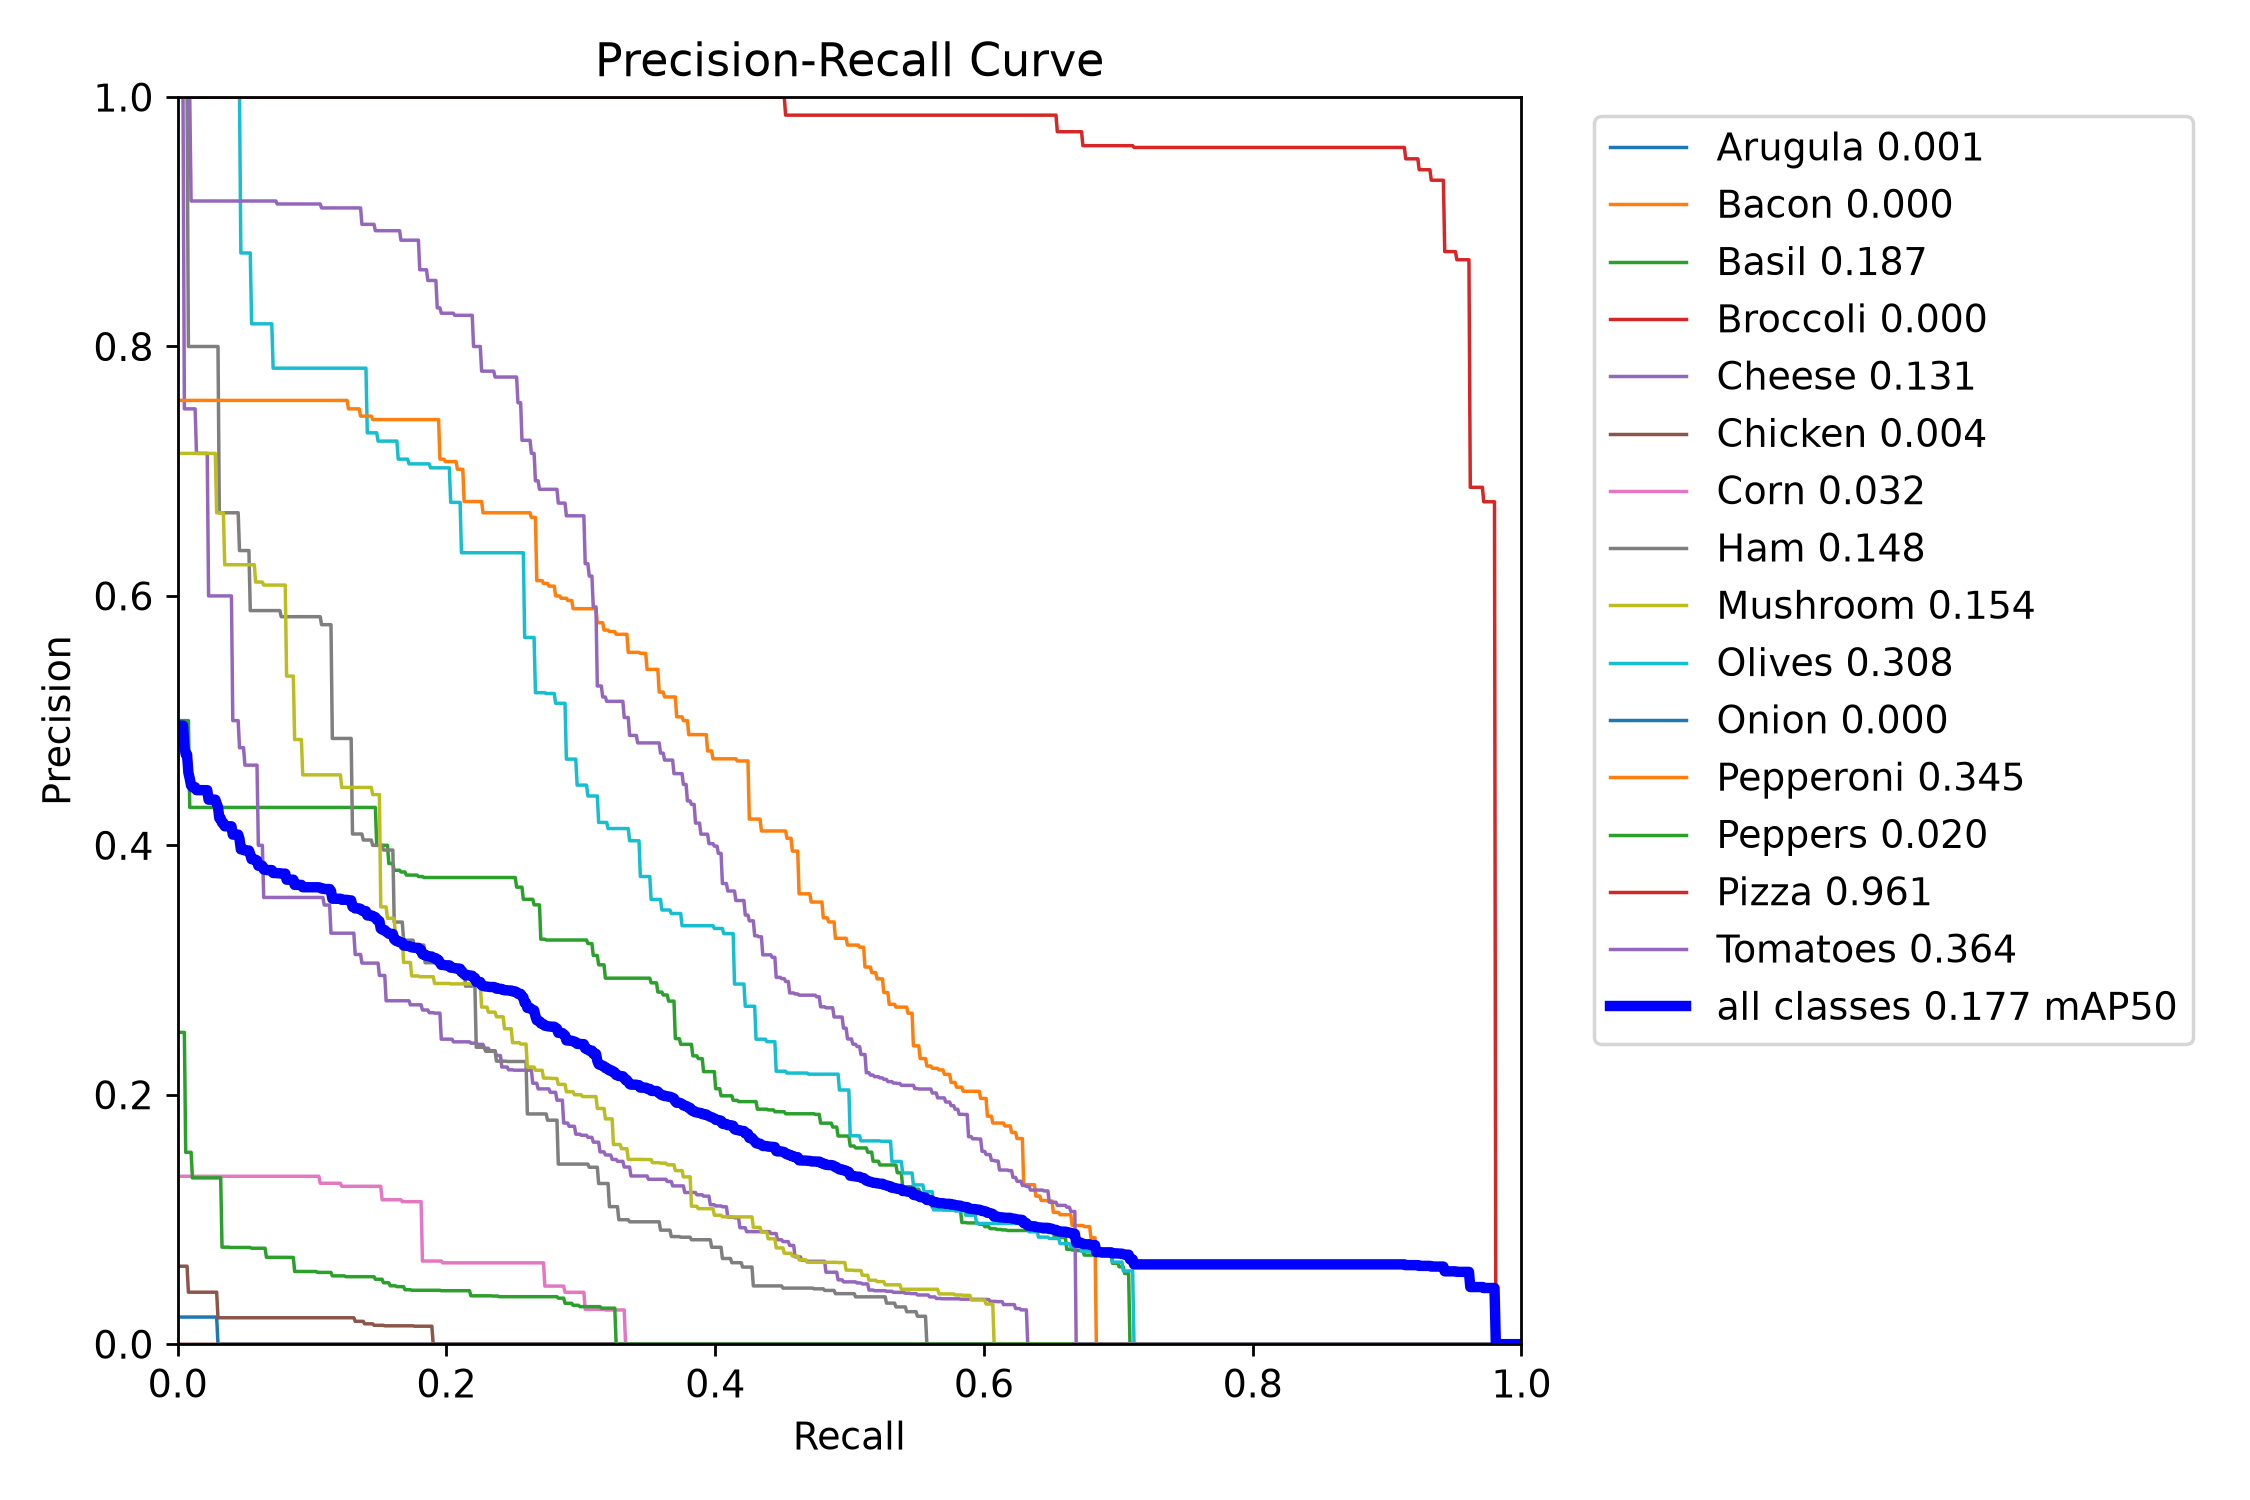 Precision-Recall Curve
1.0
0.8
0.6
0.4
0.2
0.0
Precision
0.0 0.2 0.4 0.6 0.8 1.0
Recall
Arugula 0.001
Bacon 0.000
Basil 0.187
Broccoli 0.000
Cheese 0.131
Chicken 0.004
Corn 0.032
Ham 0.148
Mushroom 0.154
Olives 0.308
Onion 0.000
Pepperoni 0.345
Peppers 0.020
Pizza 0.961
Tomatoes 0.364
all classes 0.177 mAP50